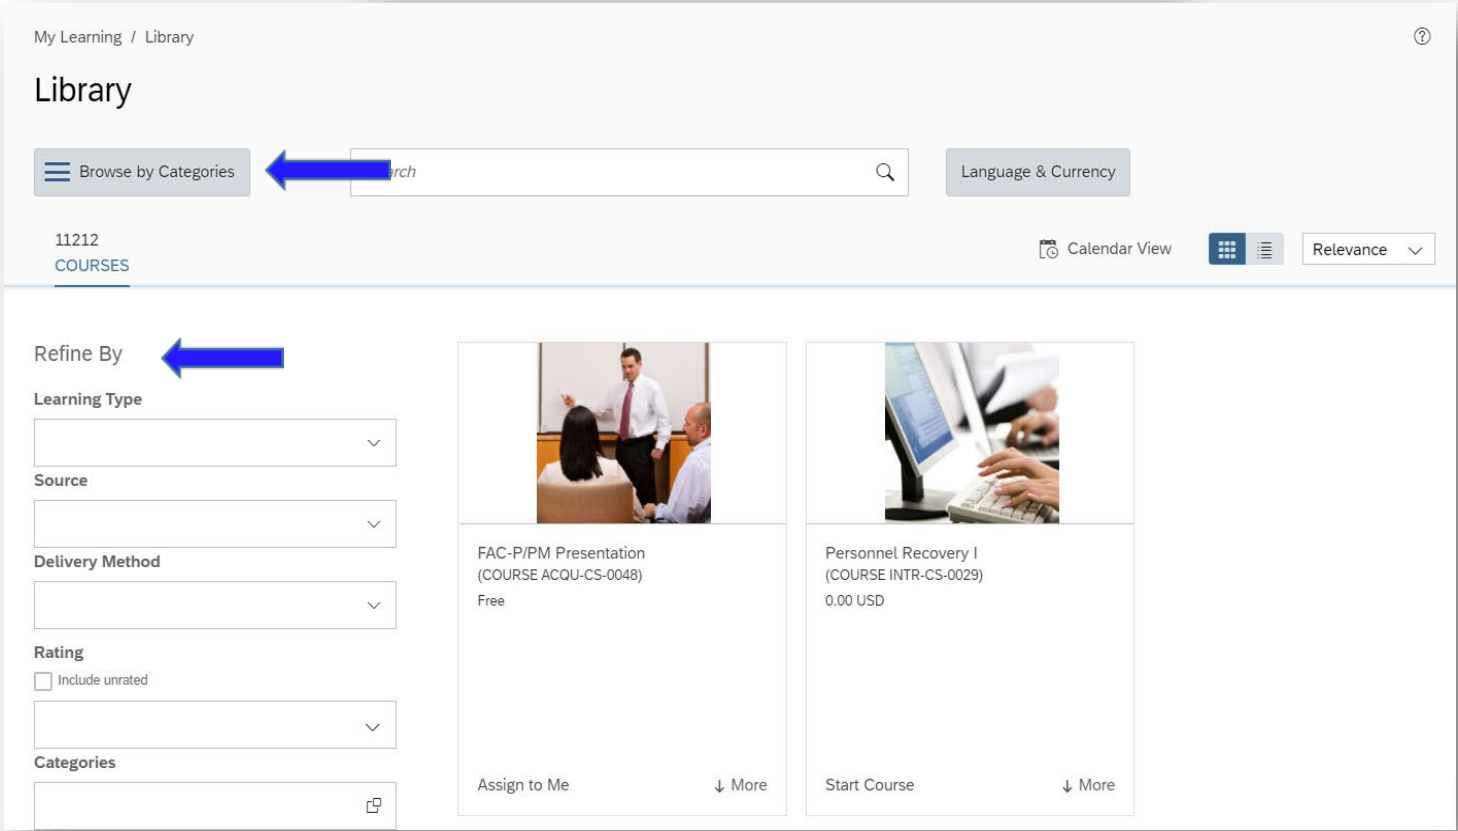 My Learning / Library
Library
Browse by Categories
rch
Language & Currency
11212
COURSES
Calendar View
Relevance
Refine By
Learning Type
Source
Delivery Method
Rating
Include unrated
Categories
FAC-P/PM Presentation
(COURSE ACQU-CS-0048)
Free
Assign to Me
More
Personnel Recovery I
(COURSE INTR-CS-0029)
0.00 USD
Start Course
More